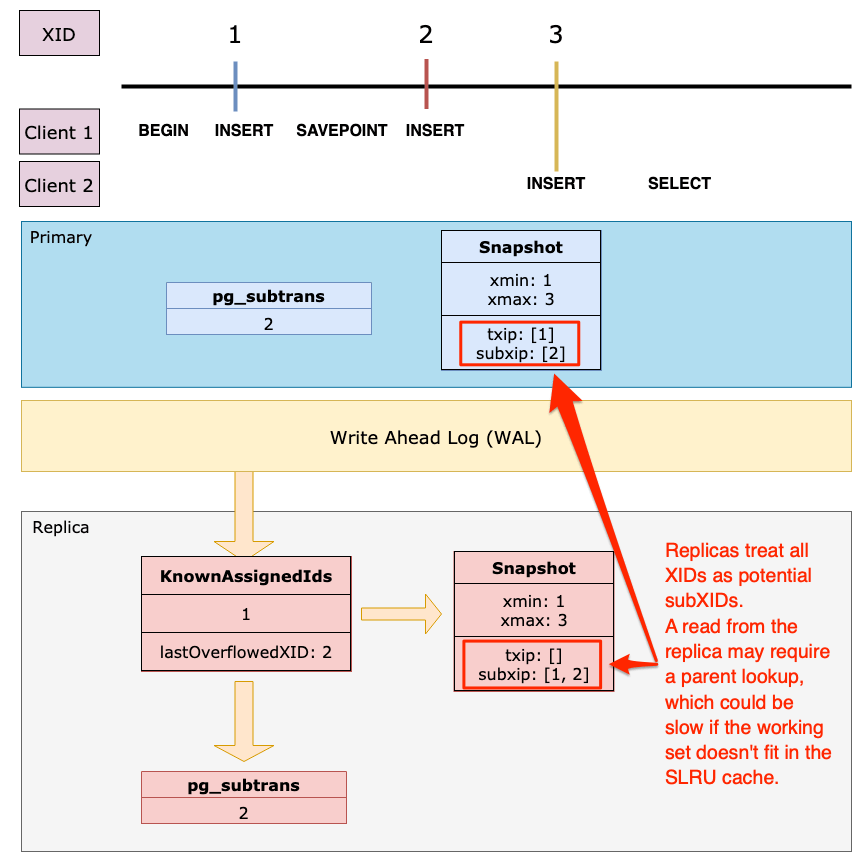 XID
1
2
3
Client 1
BEGIN
INSERT
SAVEPOINT
INSERT
Client 2
INSERT
SELECT
Primary
pg_subtrans
2
Snapshot
xmin: 1
xmax: 3
txip: [1]
subxip: [2]
Write Ahead Log (WAL)
Replica
KnownAssignedIds
1
lastOverflowedXID: 2
Snapshot
xmin: 1
xmax: 3
txip: []
subxip: [1, 2]
Replicas treat all
XIDs as potential
subXIDs.
A read from the
replica may require
a parent lookup,
which could be
slow if the working
set doesn't fit in the
SLRU cache.
pg_subtrans
2